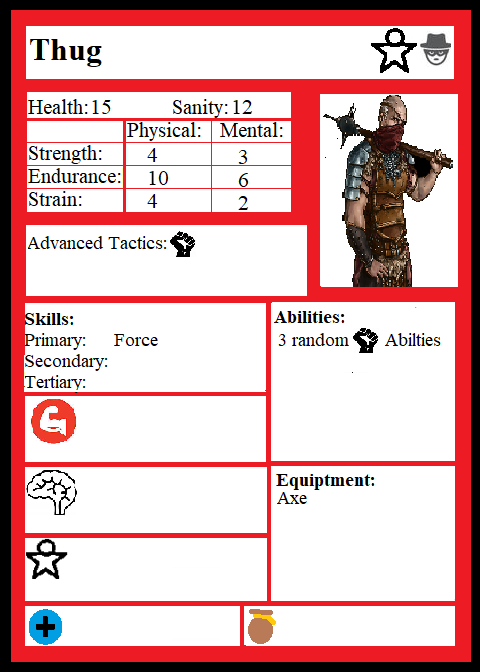 Thug
Health: 15 Sanity: 12
Physical: Mental:
Strength: 4 3
Endurance: 10 6
Strain: 4 2
Advanced Tactics:
Skills:
Primary: Force
Secondary:
Tertiary:
Abilities:
3 random Abilties
Equiptment:
Axe